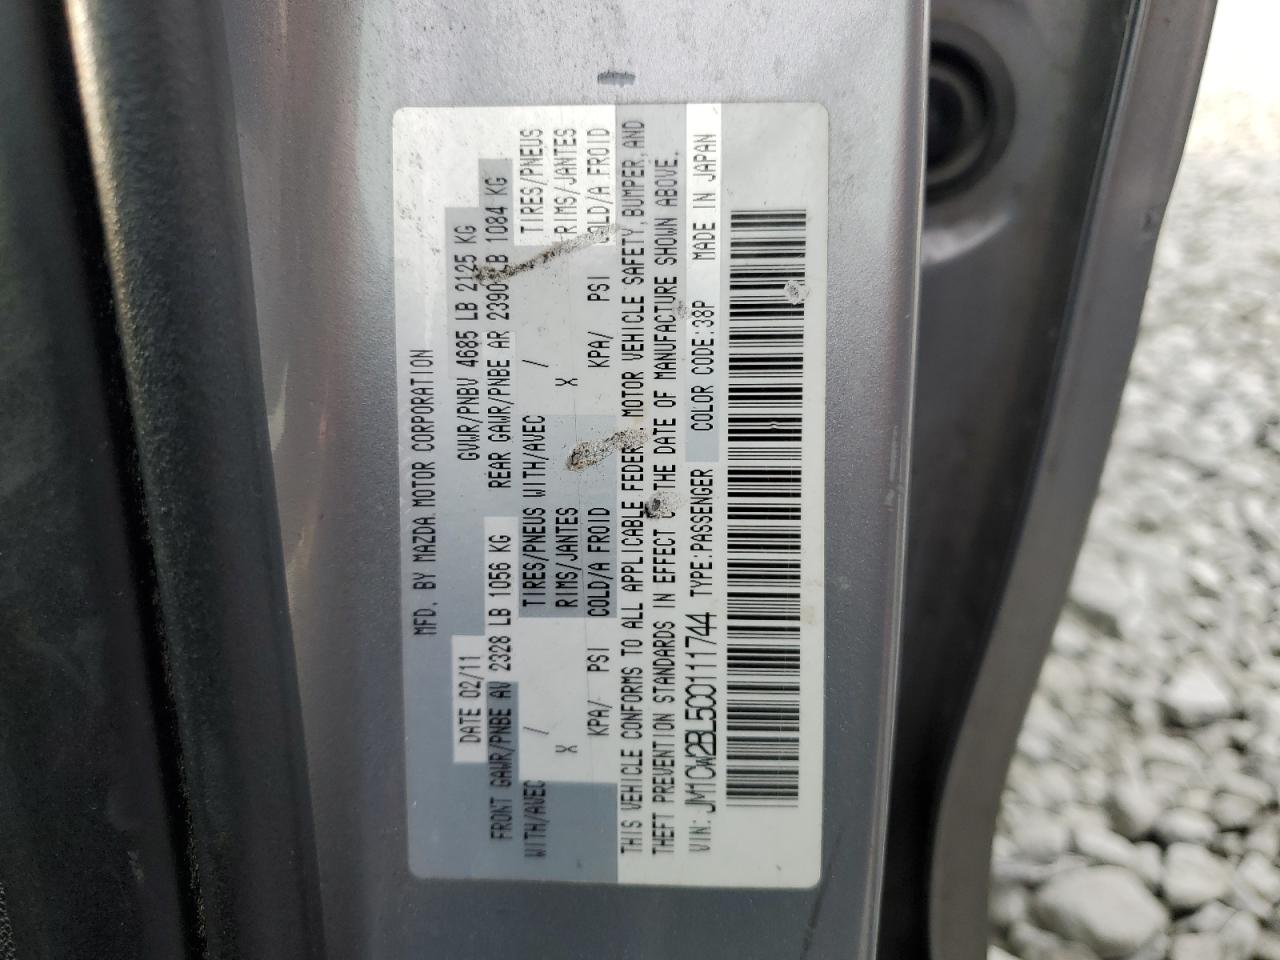 MFD. BY MAZDA MOTOR CORPORATION
DATE 02/11 GVWR/PNBV 4685 LB 2125 KG
FRONT GAWR/PNBE AV 2328 LB 1056 KG REAR GAWR/PNBE AR 2390 LB 1084 KG
WITH/AVEC / TIRES/PNEUS WITH/AVEC / TIRES/PNEUS
X RIMS/JANTES X RIMS/JANTES
KPA/ PSI COLD/A FROID KPA/ PSI COLD/A FROID
THIS VEHICLE CONFORMS TO ALL APPLICABLE FEDERAL MOTOR VEHICLE SAFETY, BUMPER, AND
THEFT PREVENTION STANDARDS IN EFFECT ON THE DATE OF MANUFACTURE SHOWN ABOVE.
VIN: JM1CW2BL5C0111744 TYPE:PASSENGER COLOR CODE:38P MADE IN JAPAN